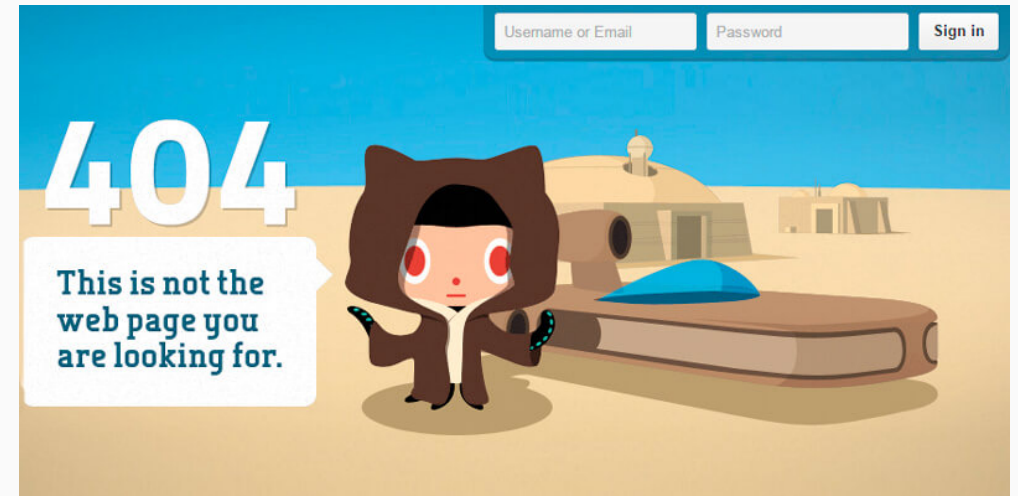 Username or Email Password Sign in
404
This is not the
web page you
are looking for.